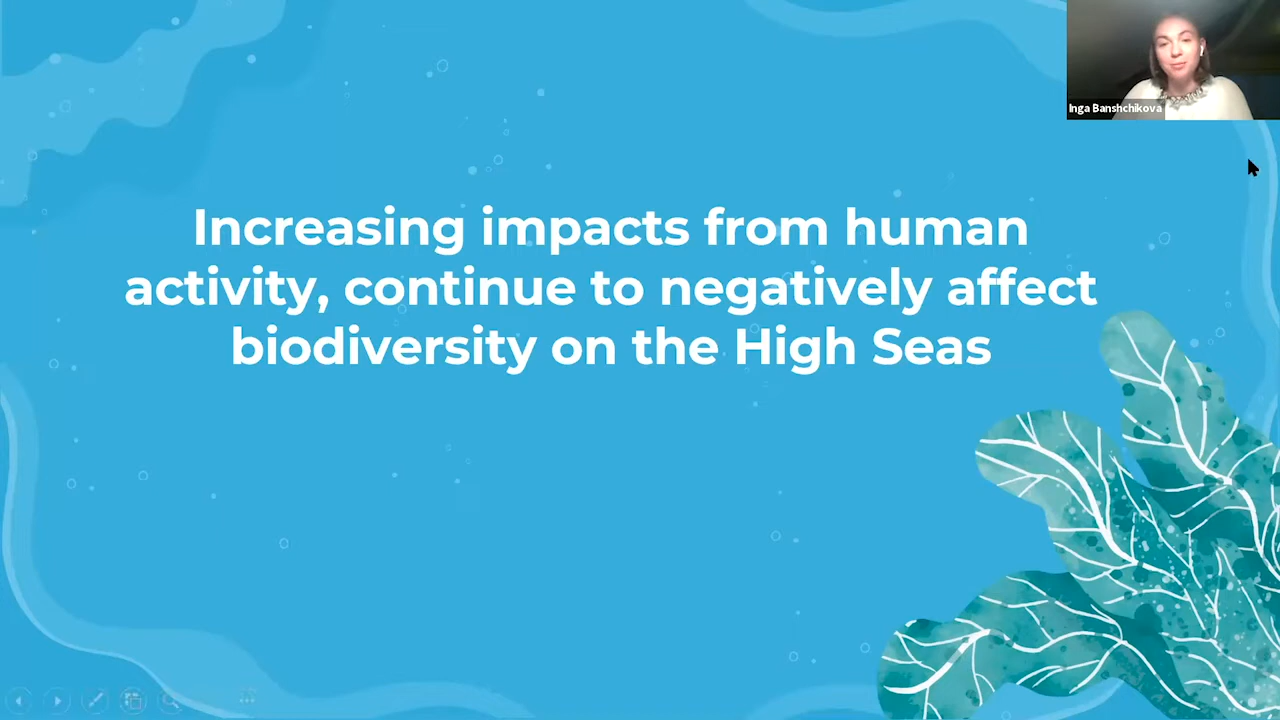 Inga Banshchikova
Increasing impacts from human
activity, continue to negatively affect
biodiversity on the High Seas